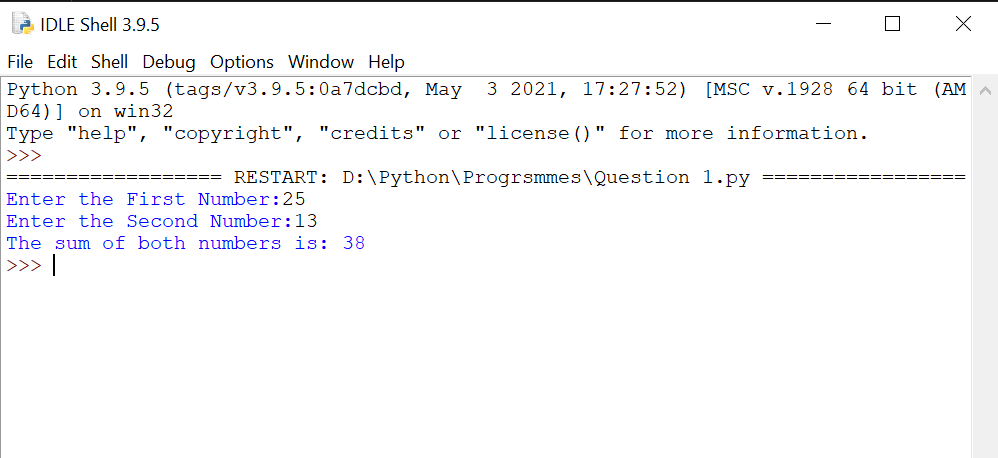 IDLE Shell 3.9.5
File Edit Shell Debug Options Window Help
Python 3.9.5 (tags/v3.9.5:0a7dcbd, May  3 2021, 17:27:52) [MSC v.1928 64 bit (AM
D64)] on win32
Type "help", "copyright", "credits" or "license()" for more information.
>>>
================== RESTART: D:\Python\Progrsmmes\Question 1.py =================
Enter the First Number:25
Enter the Second Number:13
The sum of both numbers is: 38
>>>